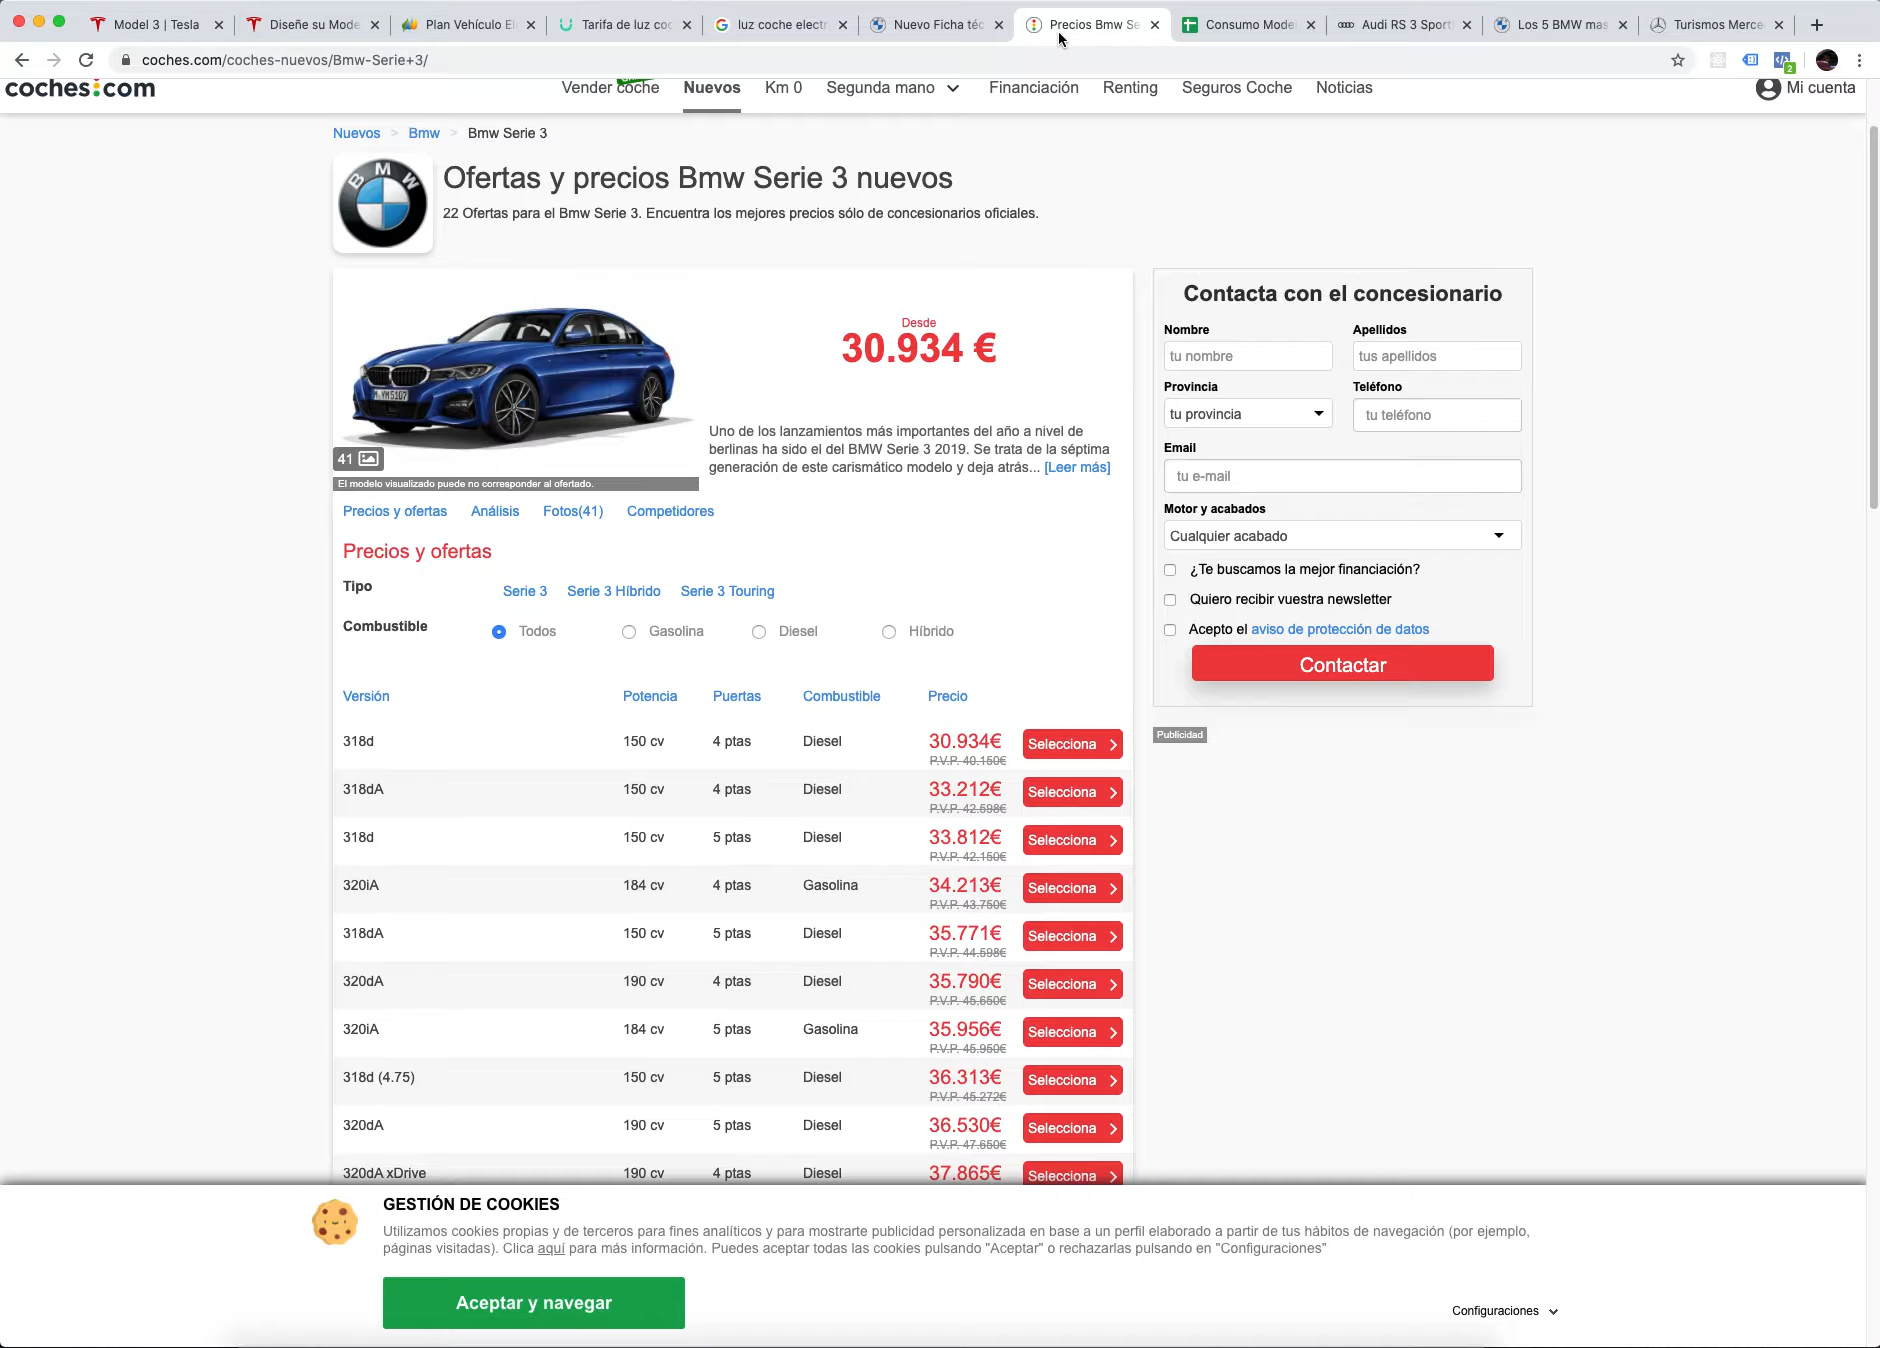 Model 3 | Tesla
Diseñe su Mode
Plan Vehículo El
Tarifa de luz coc
luz coche electr
Nuevo Ficha téc
Precios Bmw Se
Consumo Model
Audi RS 3 Sport
Los 5 BMW mas
Turismos Merce
coches.com/coches-nuevos/Bmw-Serie+3/
2
coches.com
Vender coche
Nuevos
Km 0
Segunda mano
Financiación
Renting
Seguros Coche
Noticias
Mi cuenta
Nuevos > Bmw > Bmw Serie 3
BMW
Ofertas y precios Bmw Serie 3 nuevos
22 Ofertas para el Bmw Serie 3. Encuentra los mejores precios sólo de concesionarios oficiales.
Desde
30.934 €
Uno de los lanzamientos más importantes del año a nivel de
berlinas ha sido el del BMW Serie 3 2019. Se trata de la séptima
generación de este carismático modelo y deja atrás... [Leer más]
41
El modelo visualizado puede no corresponder al ofertado.
Precios y ofertas
Análisis
Fotos(41)
Competidores
Precios y ofertas
Tipo
Serie 3
Serie 3 Híbrido
Serie 3 Touring
Combustible
Todos
Gasolina
Diesel
Híbrido
Versión Potencia Puertas Combustible Precio
318d 150 cv 4 ptas Diesel 30.934€ Selecciona
P.V.P. 40.150€
318dA 150 cv 4 ptas Diesel 33.212€ Selecciona
P.V.P. 42.598€
318d 150 cv 5 ptas Diesel 33.812€ Selecciona
P.V.P. 42.150€
320iA 184 cv 4 ptas Gasolina 34.213€ Selecciona
P.V.P. 43.750€
318dA 150 cv 5 ptas Diesel 35.771€ Selecciona
P.V.P. 44.598€
320dA 190 cv 4 ptas Diesel 35.790€ Selecciona
P.V.P. 45.650€
320iA 184 cv 5 ptas Gasolina 35.956€ Selecciona
P.V.P. 45.950€
318d (4.75) 150 cv 5 ptas Diesel 36.313€ Selecciona
P.V.P. 45.272€
320dA 190 cv 5 ptas Diesel 36.530€ Selecciona
P.V.P. 47.650€
320dA xDrive 190 cv 4 ptas Diesel 37.865€ Selecciona
Contacta con el concesionario
Nombre
Apellidos
tu nombre
tus apellidos
Provincia
Teléfono
tu provincia
tu teléfono
Email
tu e-mail
Motor y acabados
Cualquier acabado
¿Te buscamos la mejor financiación?
Quiero recibir vuestra newsletter
Acepto el aviso de protección de datos
Contactar
Publicidad
GESTIÓN DE COOKIES
Utilizamos cookies propias y de terceros para fines analíticos y para mostrarte publicidad personalizada en base a un perfil elaborado a partir de tus hábitos de navegación (por ejemplo,
páginas visitadas). Clica aquí para más información. Puedes aceptar todas las cookies pulsando "Aceptar" o rechazarlas pulsando en "Configuraciones"
Aceptar y navegar
Configuraciones